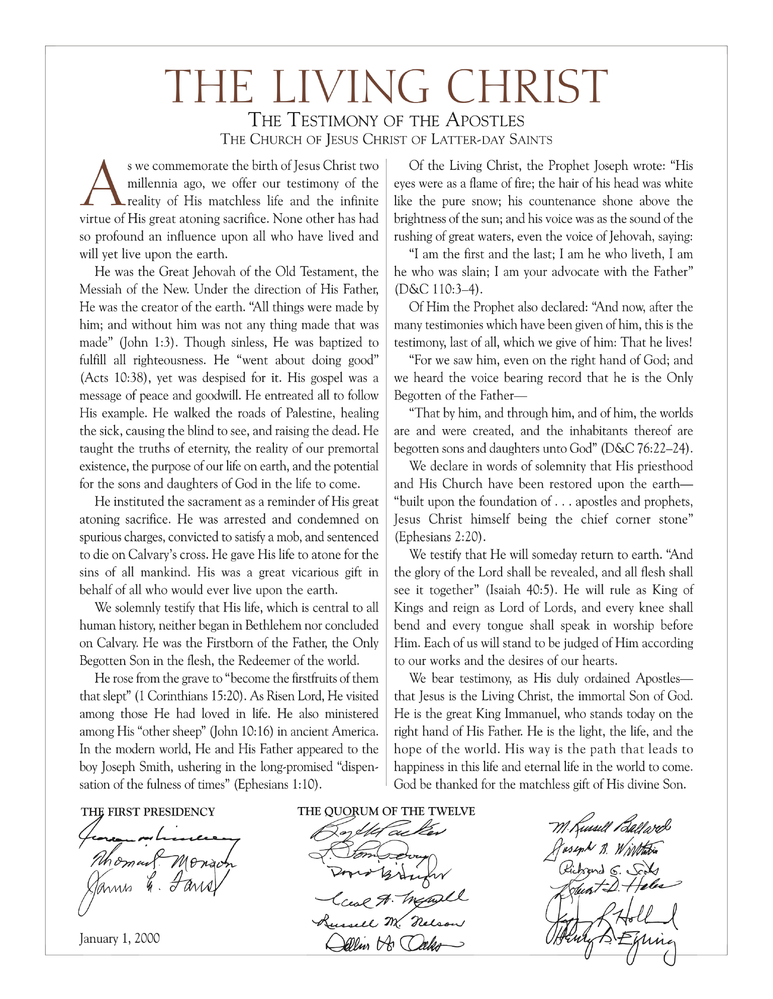 THE LIVING CHRIST
THE TESTIMONY OF THE APOSTLES
THE CHURCH OF JESUS CHRIST OF LATTER-DAY SAINTS
As we commemorate the birth of Jesus Christ two
millennia ago, we offer our testimony of the
reality of His matchless life and the infinite
virtue of His great atoning sacrifice. None other has had
so profound an influence upon all who have lived and
will yet live upon the earth.
He was the Great Jehovah of the Old Testament, the
Messiah of the New. Under the direction of His Father,
He was the creator of the earth. “All things were made by
him; and without him was not any thing made that was
made” (John 1:3). Though sinless, He was baptized to
fulfill all righteousness. He “went about doing good”
(Acts 10:38), yet was despised for it. His gospel was a
message of peace and goodwill. He entreated all to follow
His example. He walked the roads of Palestine, healing
the sick, causing the blind to see, and raising the dead. He
taught the truths of eternity, the reality of our premortal
existence, the purpose of our life on earth, and the potential
for the sons and daughters of God in the life to come.
He instituted the sacrament as a reminder of His great
atoning sacrifice. He was arrested and condemned on
spurious charges, convicted to satisfy a mob, and sentenced
to die on Calvary’s cross. He gave His life to atone for the
sins of all mankind. His was a great vicarious gift in
behalf of all who would ever live upon the earth.
We solemnly testify that His life, which is central to all
human history, neither began in Bethlehem nor concluded
on Calvary. He was the Firstborn of the Father, the Only
Begotten Son in the flesh, the Redeemer of the world.
He rose from the grave to “become the firstfruits of them
that slept” (1 Corinthians 15:20). As Risen Lord, He visited
among those He had loved in life. He also ministered
among His “other sheep” (John 10:16) in ancient America.
In the modern world, He and His Father appeared to the
boy Joseph Smith, ushering in the long-promised “dispen-
sation of the fulness of times” (Ephesians 1:10).
Of the Living Christ, the Prophet Joseph wrote: “His
eyes were as a flame of fire; the hair of his head was white
like the pure snow; his countenance shone above the
brightness of the sun; and his voice was as the sound of the
rushing of great waters, even the voice of Jehovah, saying:
“I am the first and the last; I am he who liveth, I am
he who was slain; I am your advocate with the Father”
(D&C 110:3–4).
Of Him the Prophet also declared: “And now, after the
many testimonies which have been given of him, this is the
testimony, last of all, which we give of him: That he lives!
“For we saw him, even on the right hand of God; and
we heard the voice bearing record that he is the Only
Begotten of the Father—
“That by him, and through him, and of him, the worlds
are and were created, and the inhabitants thereof are
begotten sons and daughters unto God” (D&C 76:22–24).
We declare in words of solemnity that His priesthood
and His Church have been restored upon the earth—
“built upon the foundation of . . . apostles and prophets,
Jesus Christ himself being the chief corner stone”
(Ephesians 2:20).
We testify that He will someday return to earth. “And
the glory of the Lord shall be revealed, and all flesh shall
see it together” (Isaiah 40:5). He will rule as King of
Kings and reign as Lord of Lords, and every knee shall
bend and every tongue shall speak in worship before
Him. Each of us will stand to be judged of Him according
to our works and the desires of our hearts.
We bear testimony, as His duly ordained Apostles—
that Jesus is the Living Christ, the immortal Son of God.
He is the great King Immanuel, who stands today on the
right hand of His Father. He is the light, the life, and the
hope of the world. His way is the path that leads to
happiness in this life and eternal life in the world to come.
God be thanked for the matchless gift of His divine Son.
THE FIRST PRESIDENCY
Thomas S. Monson
James E. Faust
January 1, 2000
THE QUORUM OF THE TWELVE
Boyd K Packer
L. Tom Perry
Russell M. Nelson
Dallin H. Oaks
M. Russell Ballard
Joseph B. Wirthlin
Richard G. Scott
Robert D. Hales
Jeffrey R Holland
Henry B. Eyring